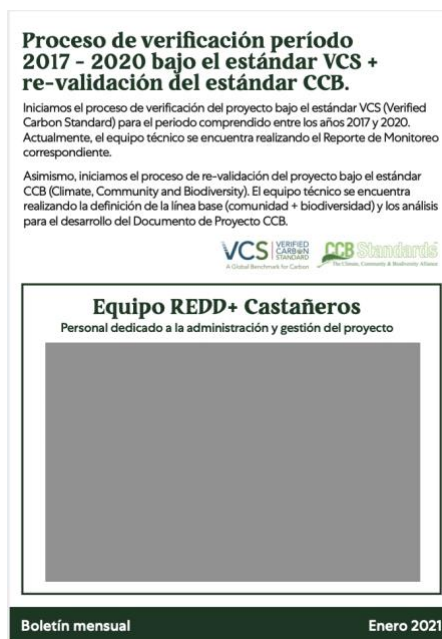 Proceso de verificación período
2017 - 2020 bajo el estándar VCS +
re-validación del estándar CCB.
Iniciamos el proceso de verificación del proyecto bajo el estándar VCS (Verified
Carbon Standard) para el periodo comprendido entre los años 2017 y 2020.
Actualmente, el equipo técnico se encuentra realizando el Reporte de Monitoreo
correspondiente.
Asimismo, iniciamos el proceso de re-validación del proyecto bajo el estándar
CCB (Climate, Community and Biodiversity). El equipo técnico se encuentra
realizando la definición de la línea base (comunidad + biodiversidad) y los análisis
para el desarrollo del Documento de Proyecto CCB.
VCS VERIFIED
CARBON
STANDARD
A Global Benchmark for Carbon
CCB Standards
The Climate, Community & Biodiversity Alliance
Equipo REDD+ Castañeros
Personal dedicado a la administración y gestión del proyecto
Boletín mensual Enero 2021